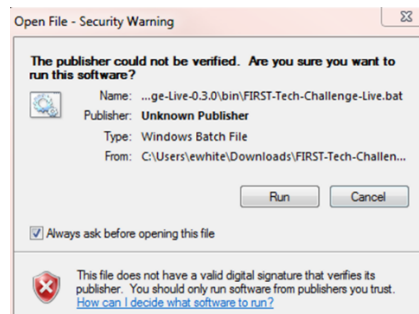 Open File - Security Warning
The publisher could not be verified. Are you sure you want to
run this software?
Name: ...ge-Live-0.3.0\bin\FIRST-Tech-Challenge-Live.bat
Publisher: Unknown Publisher
Type: Windows Batch File
From: C:\Users\ewhite\Downloads\FIRST-Tech-Challen...
Run Cancel
Always ask before opening this file
This file does not have a valid digital signature that verifies its
publisher. You should only run software from publishers you trust.
How can I decide what software to run?